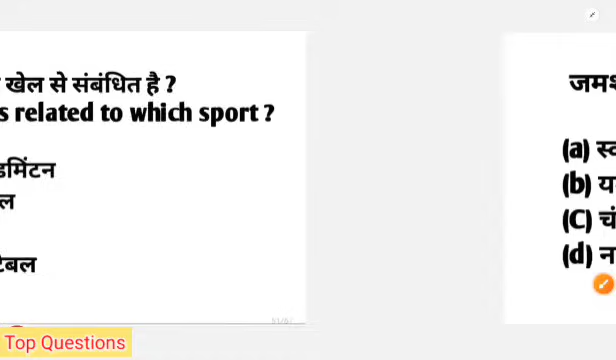 खेल से संबंधित है ?
s related to which sport ?
डमिंटन
ल
टेबल
Top Questions
जमश
(a) स्व
(b) य
(C) चं
(d) न